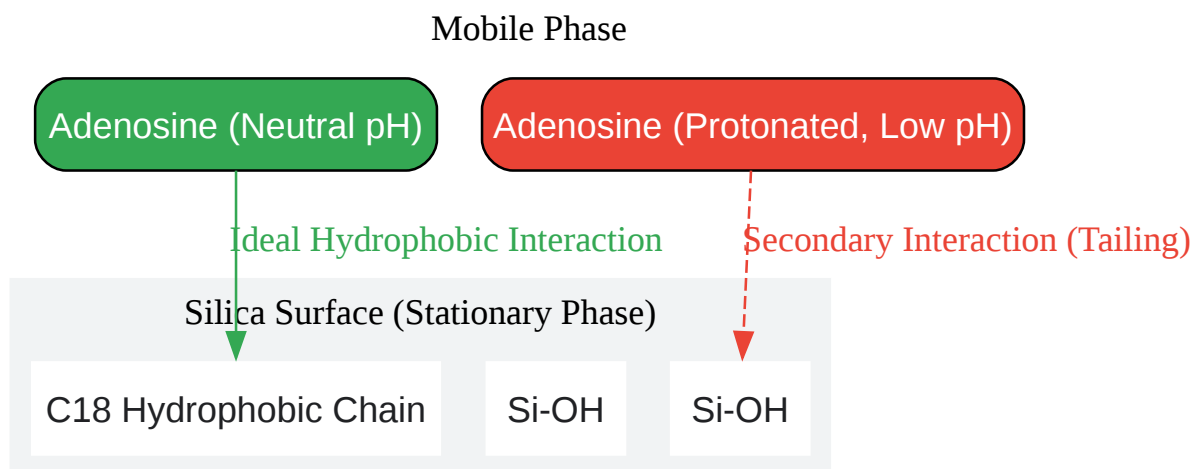 Mobile Phase
Adenosine (Neutral pH)
Adenosine (Protonated, Low pH)
Ideal Hydrophobic Interaction
Secondary Interaction (Tailing)
Silica Surface (Stationary Phase)
C18 Hydrophobic Chain
Si-OH
Si-OH